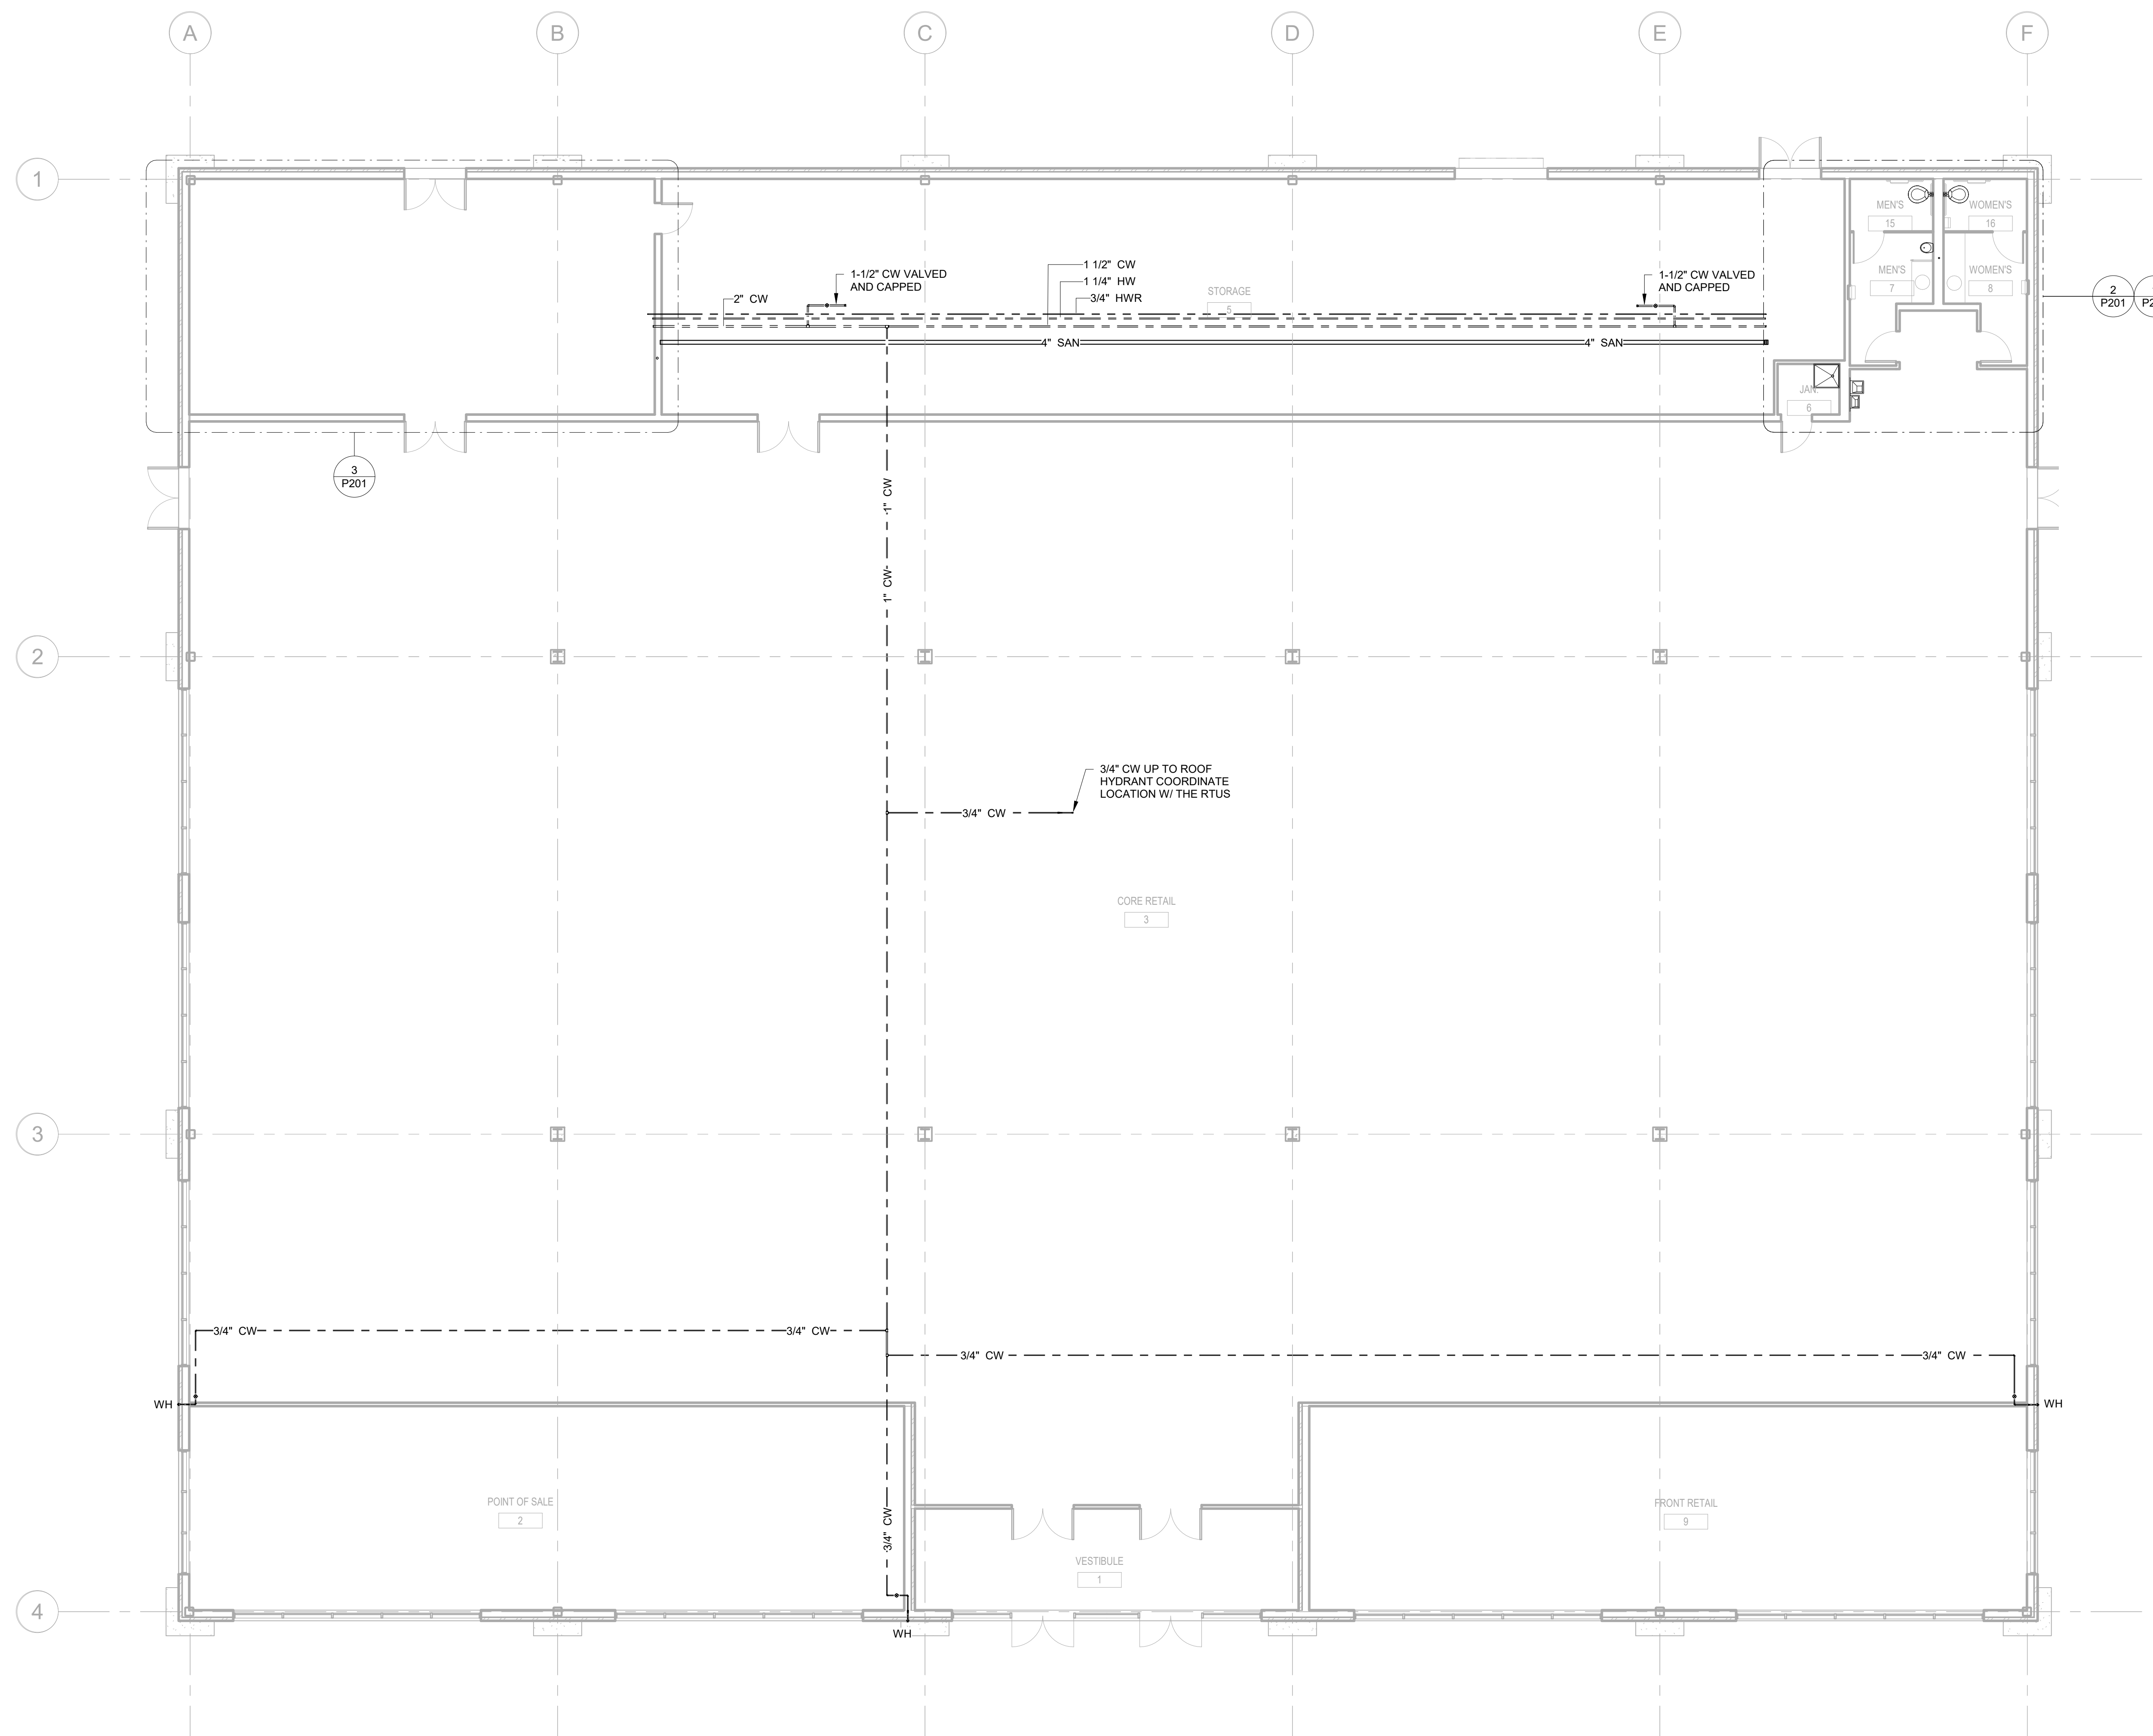 A
B
C
D
E
F
1
MEN'S
15
WOMEN'S
16
MEN'S
7
WOMEN'S
8
1-1/2" CW VALVED
AND CAPPED
1 1/2" CW
1 1/4" HW
3/4" HWR
2" CW
STORAGE
5
1-1/2" CW VALVED
AND CAPPED
2
P201
4" SAN
4" SAN
JAN.
6
3
P201
1" CW
1" CW
2
3/4" CW UP TO ROOF
HYDRANT COORDINATE
LOCATION W/ THE RTUS
3/4" CW
CORE RETAIL
3
3
3/4" CW
3/4" CW
3/4" CW
3/4" CW
WH
WH
POINT OF SALE
2
3/4" CW
FRONT RETAIL
9
VESTIBULE
1
4
WH